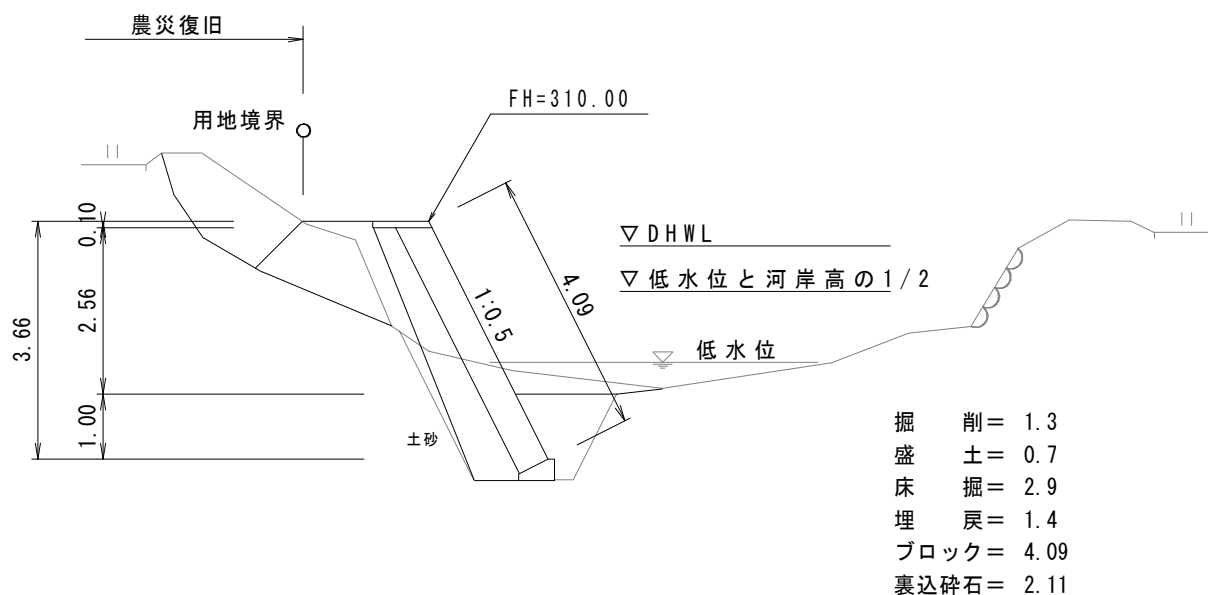 農災復旧
FH=310.00
用地境界
0.10
▽DHWL
▽低水位と河岸高の1/2
4.09
1:0.5
2.56
3.66
低水位
1.00
土砂
掘　　削＝ 1.3
盛　　土＝ 0.7
床　　掘＝ 2.9
埋　　戻＝ 1.4
ブロック＝ 4.09
裏込砕石＝ 2.11